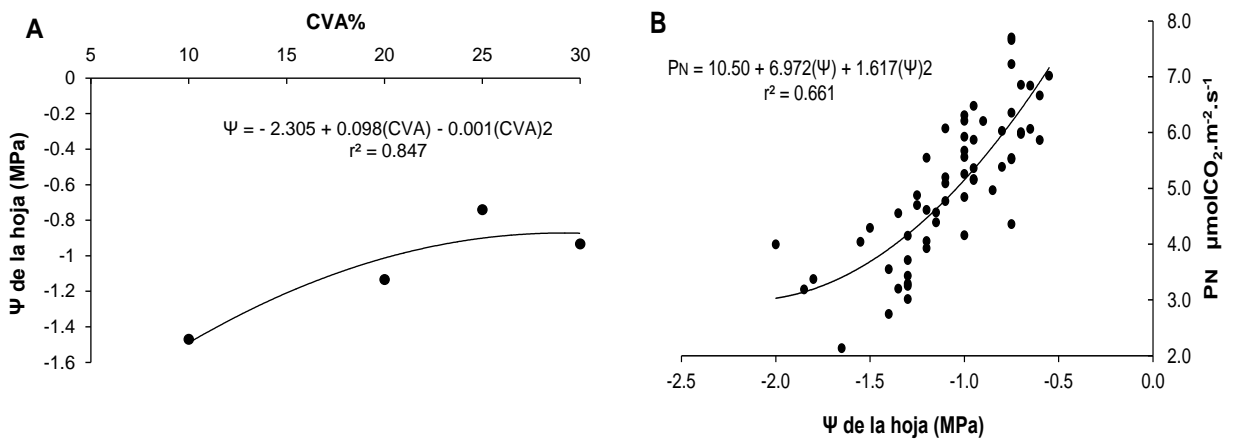 A
CVA%
5 10 15 20 25 30
0
-0.2
-0.4
-0.6
-0.8
-1
-1.2
-1.4
-1.6
Ψ de la hoja (MPa)
Ψ = - 2.305 + 0.098(CVA) - 0.001(CVA)2
r² = 0.847
B
PN = 10.50 + 6.972(Ψ) + 1.617(Ψ)2
r² = 0.661
8.0
7.0
6.0
5.0
4.0
3.0
2.0
PN µmolCO₂.m⁻².s⁻¹
-2.5 -2.0 -1.5 -1.0 -0.5 0.0
Ψ de la hoja (MPa)